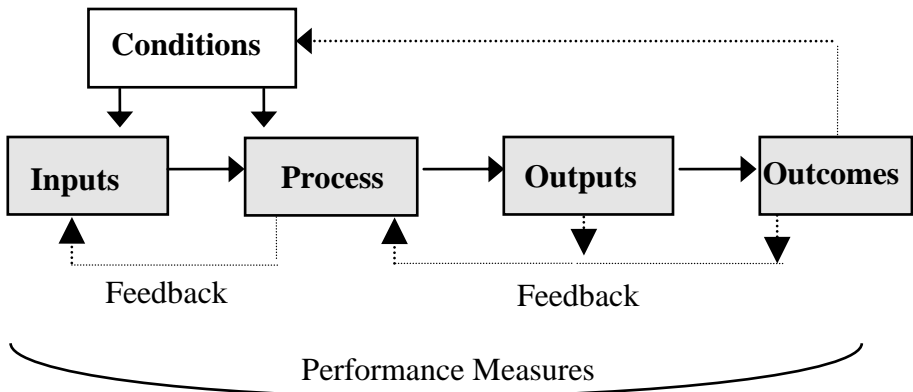 Conditions
Inputs
Process
Outputs
Outcomes
Feedback
Feedback
Performance Measures